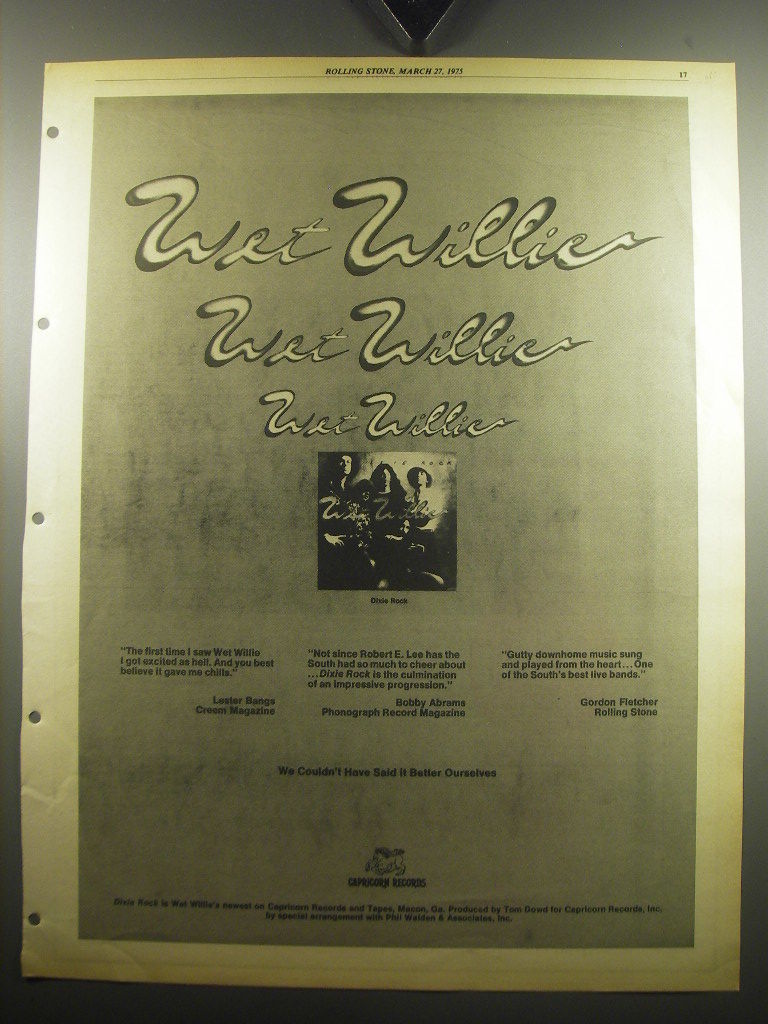 ROLLING STONE, MARCH 27, 1975
17
Wet Willie
Wet Willie
Wet Willie
DIXIE ROCK
Wet Willie
Dixie Rock
"The first time I saw Wet Willie
I got excited as hell. And you best
believe it gave me chills."
Lester Bangs
Creem Magazine
"Not since Robert E. Lee has the
South had so much to cheer about
...Dixie Rock is the culmination
of an impressive progression."
Bobby Abrams
Phonograph Record Magazine
"Gutty downhome music sung
and played from the heart...One
of the South's best live bands."
Gordon Fletcher
Rolling Stone
We Couldn't Have Said It Better Ourselves
CAPRICORN RECORDS
Dixie Rock is Wet Willie's newest on Capricorn Records and Tapes, Macon, Ga. Produced by Tom Dowd for Capricorn Records, Inc.
by special arrangement with Phil Walden & Associates, Inc.